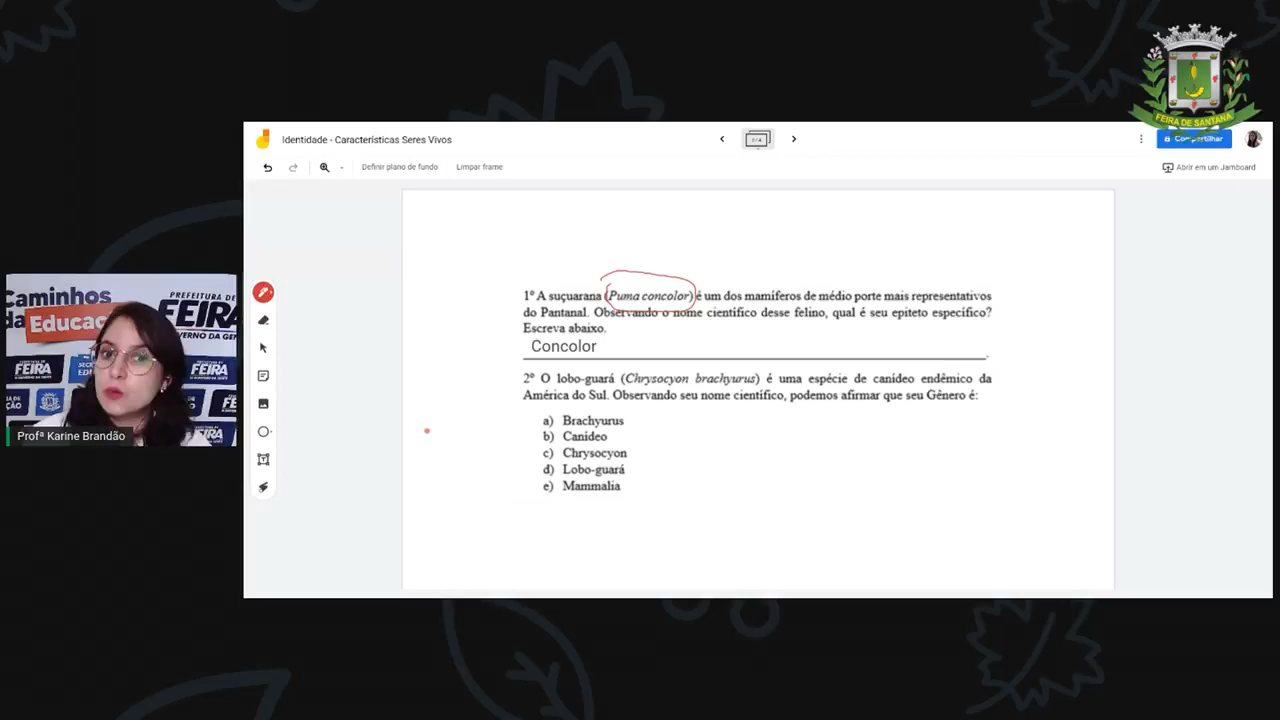 FEIRA DE SANTANA
Identidade - Características Seres Vivos
Compartilhar
Definir plano de fundo
Limpar frame
Abrir em um Jamboard
1º A suçuarana (Puma concolor) é um dos mamíferos de médio porte mais representativos
do Pantanal. Observando o nome científico desse felino, qual é seu epiteto específico?
Escreva abaixo.
Concolor
2º O lobo-guará (Chrysocyon brachyurus) é uma espécie de canídeo endêmico da
América do Sul. Observando seu nome científico, podemos afirmar que seu Gênero é:
a) Brachyurus
b) Canídeo
c) Chrysocyon
d) Lobo-guará
e) Mammalia
Caminhos
da Educac
PREFEITURA DE
FEIRA
FEIRA
FEIRA
Profª Karine Brandão